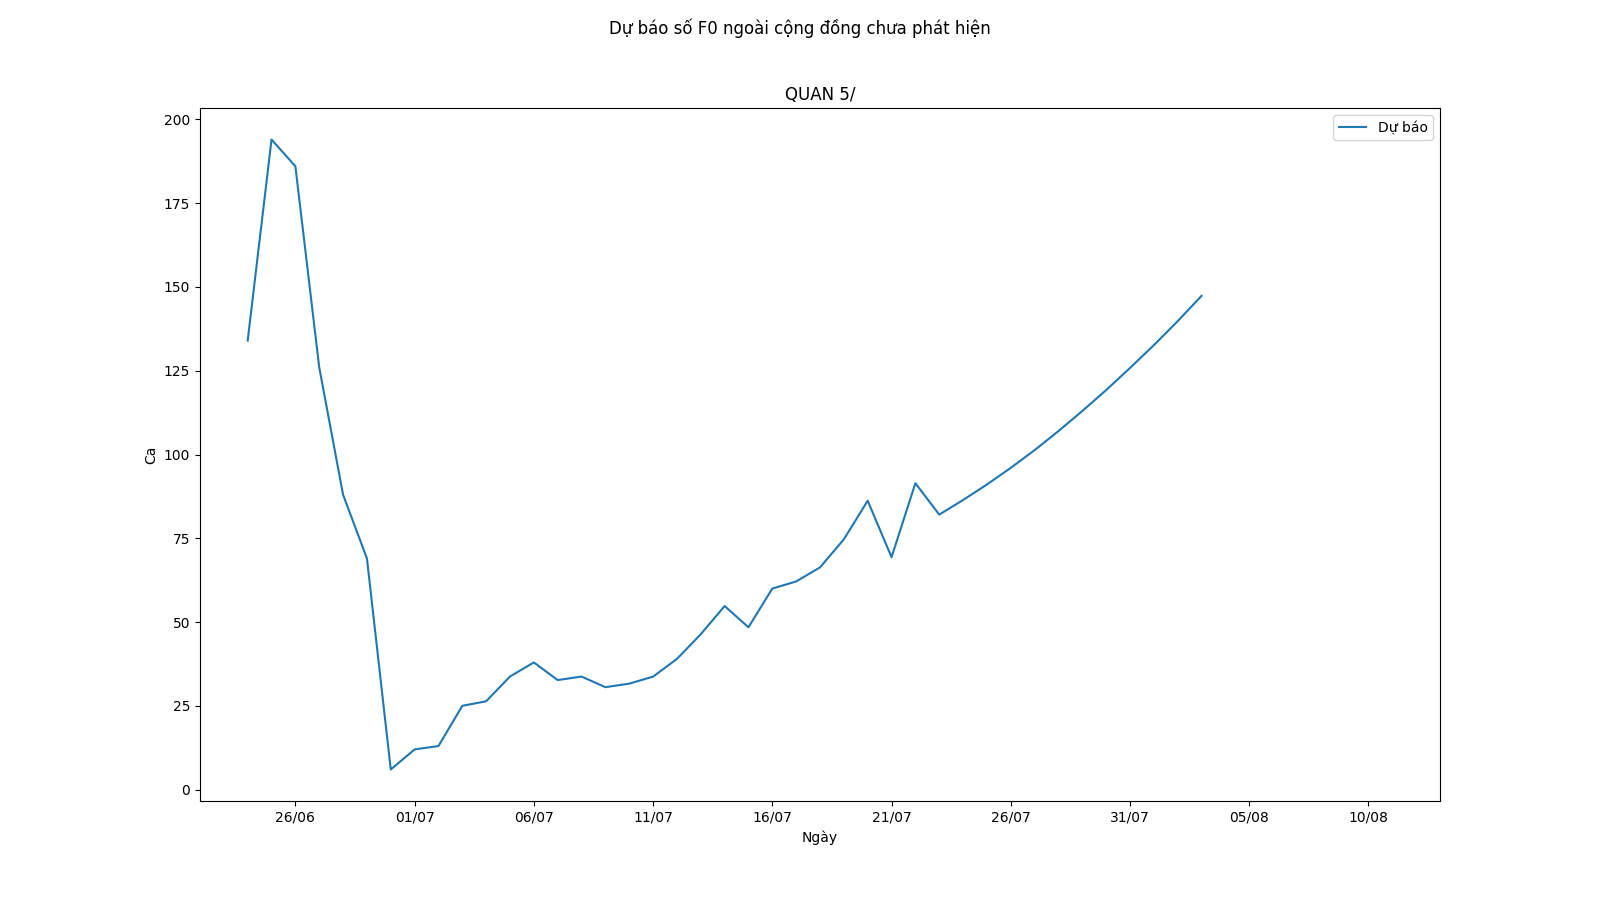 Dự báo số F0 ngoài cộng đồng chưa phát hiện
QUAN 5/
Dự báo
200
175
150
125
100
75
50
25
0
Ca
26/06 01/07 06/07 11/07 16/07 21/07 26/07 31/07 05/08 10/08
Ngày